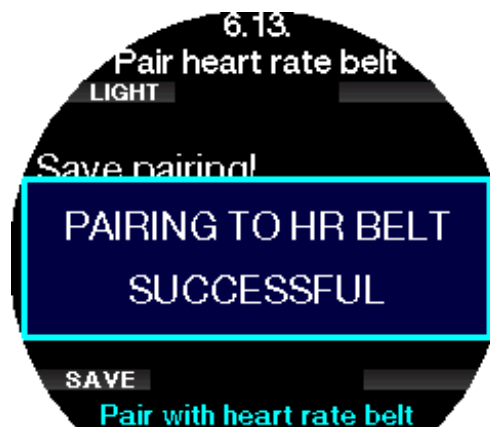 6.13.
Pair heart rate belt
LIGHT
Save pairing!
PAIRING TO HR BELT
SUCCESSFUL
SAVE
Pair with heart rate belt